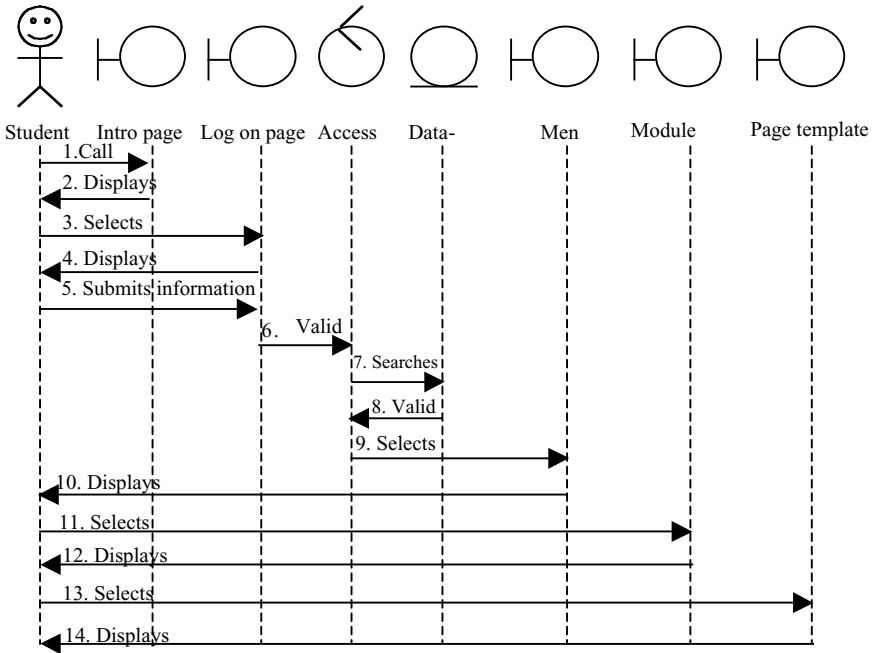 Student Intro page Log on page Access Data- Men Module Page template
1.Call
2. Displays
3. Selects
4. Displays
5. Submits information
6. Valid
7. Searches
8. Valid
9. Selects
10. Displays
11. Selects
12. Displays
13. Selects
14. Displays